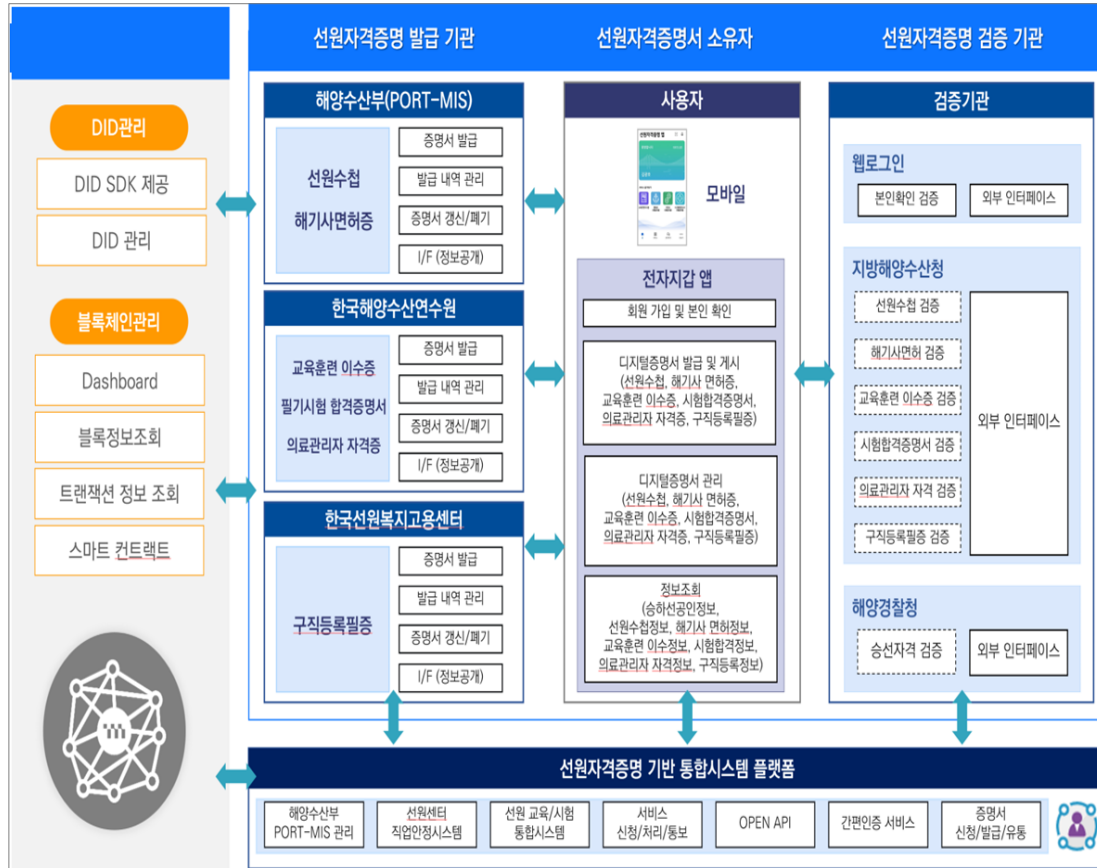 선원자격증명 발급 기관
선원자격증명서 소유자
선원자격증명 검증 기관
DID관리
DID SDK 제공
DID 관리
블록체인관리
Dashboard
블록정보조회
트랜잭션 정보 조회
스마트 컨트랙트
해양수산부(PORT-MIS)
선원수첩
해기사면허증
증명서 발급
발급 내역 관리
증명서 갱신/폐기
I/F (정보공개)
한국해양수산연수원
교육훈련 이수증
필기시험 합격증명서
의료관리자 자격증
증명서 발급
발급 내역 관리
증명서 갱신/폐기
I/F (정보공개)
한국선원복지고용센터
구직등록필증
증명서 발급
발급 내역 관리
증명서 갱신/폐기
I/F (정보공개)
사용자
모바일
전자지갑 앱
회원 가입 및 본인 확인
디지털증명서 발급 및 게시
(선원수첩, 해기사 면허증,
교육훈련 이수증, 시험합격증명서,
의료관리자 자격증, 구직등록필증)
디지털증명서 관리
(선원수첩, 해기사 면허증,
교육훈련 이수증, 시험합격증명서,
의료관리자 자격증, 구직등록필증)
정보조회
(승하선공인정보,
선원수첩정보, 해기사 면허정보,
교육훈련 이수정보, 시험합격정보,
의료관리자 자격정보, 구직등록정보)
검증기관
웹로그인
본인확인 검증
외부 인터페이스
지방해양수산청
선원수첩 검증
해기사면허 검증
교육훈련 이수증 검증
시험합격증명서 검증
의료관리자 자격 검증
구직등록필증 검증
외부 인터페이스
해양경찰청
승선자격 검증
외부 인터페이스
선원자격증명 기반 통합시스템 플랫폼
해양수산부
PORT-MIS 관리
선원센터
직업안정시스템
선원 교육/시험
통합시스템
서비스
신청/처리/통보
OPEN API
간편인증 서비스
증명서
신청/발급/유통